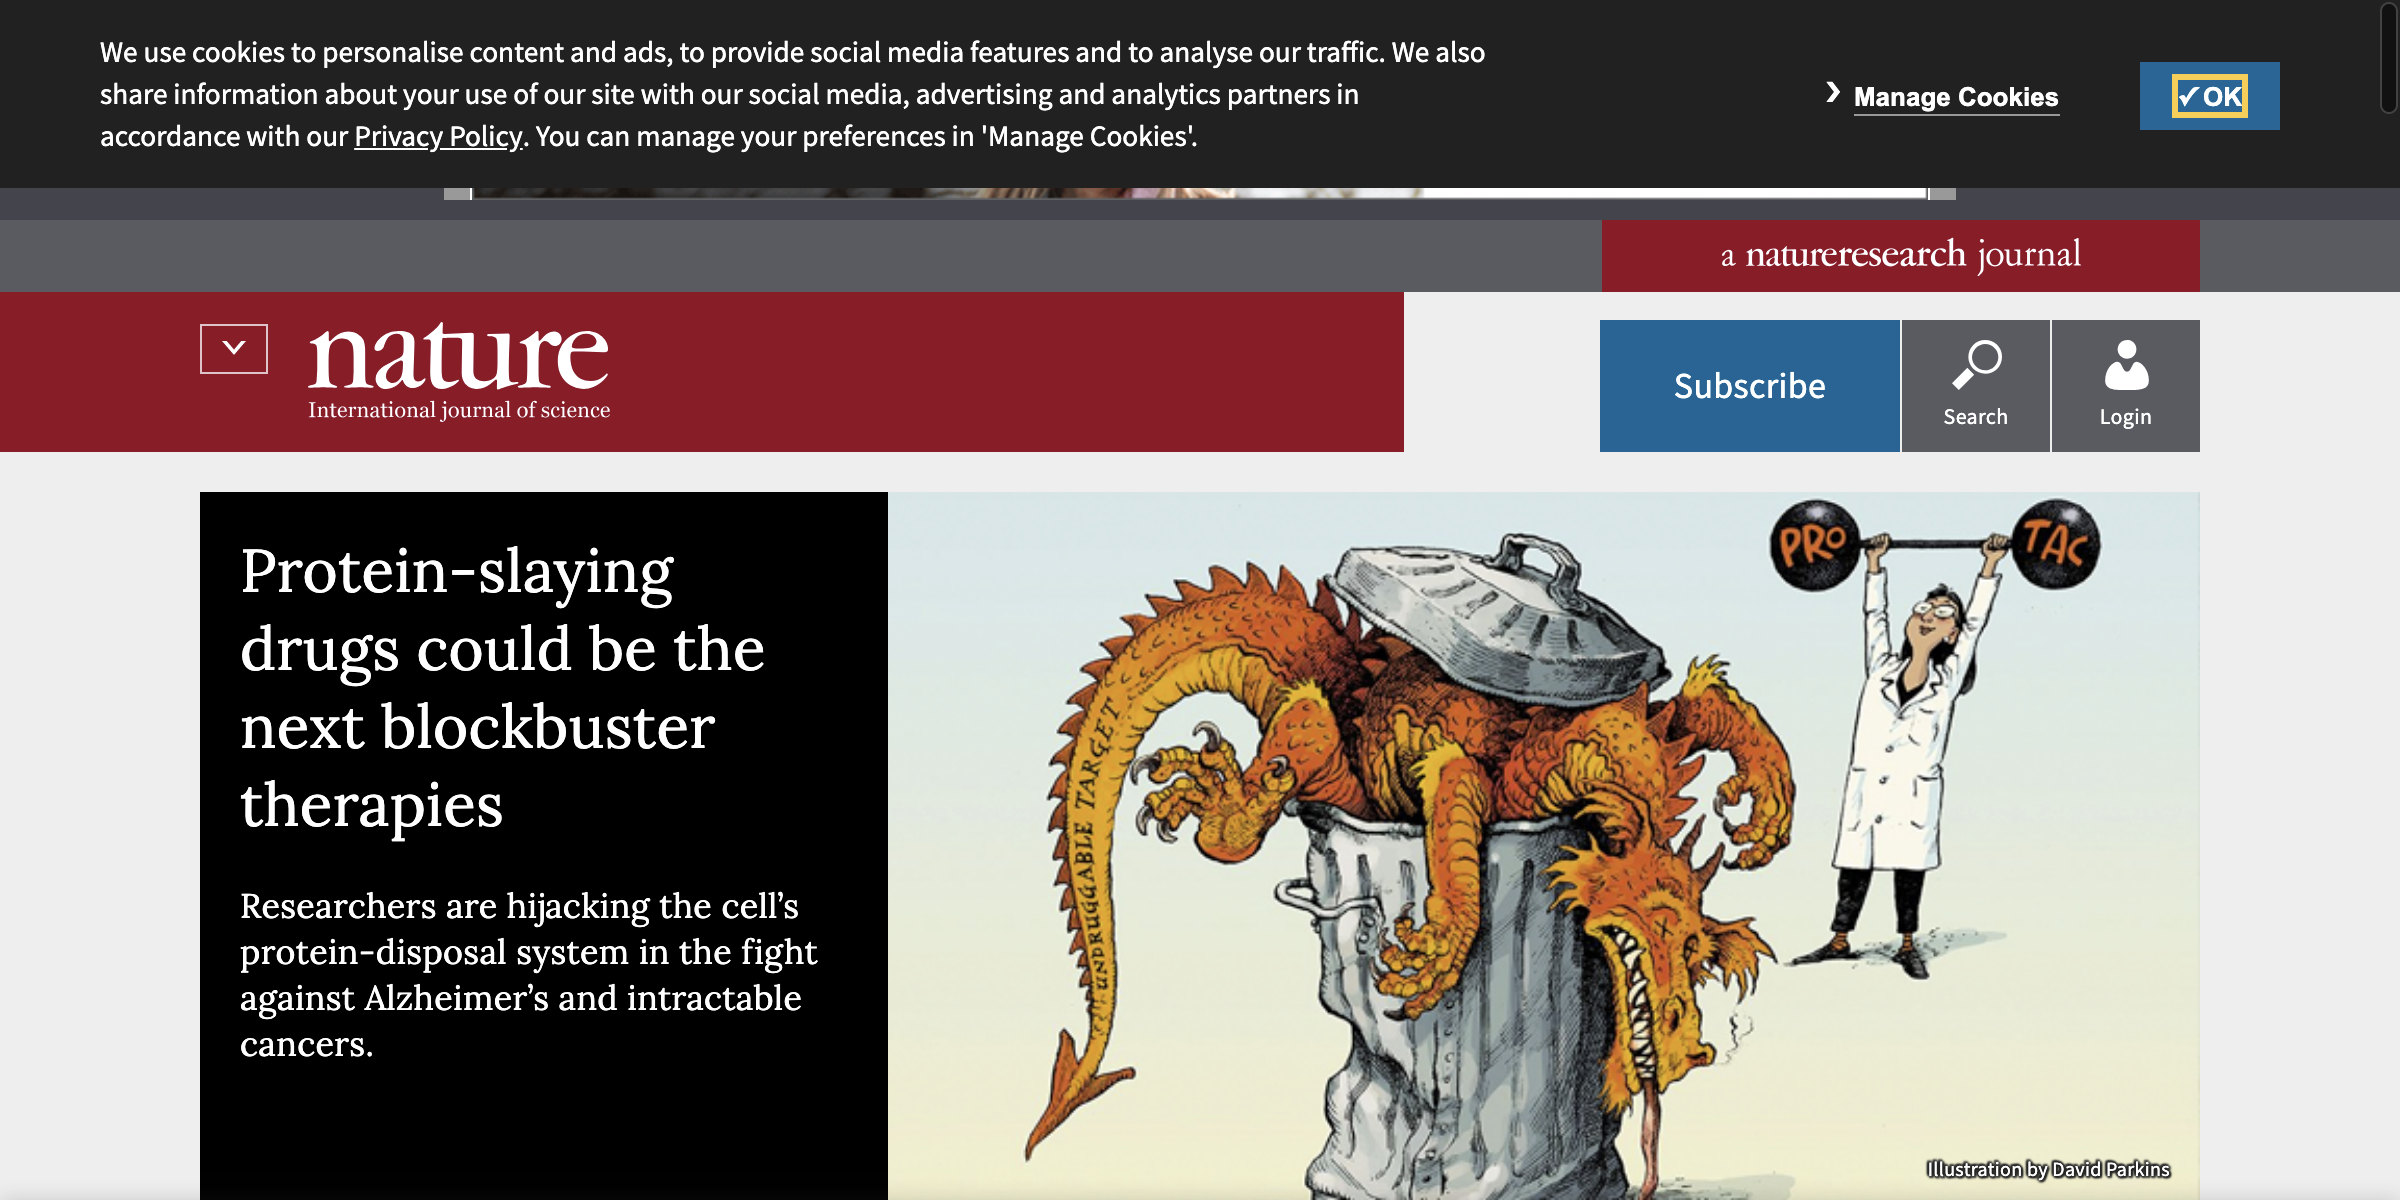 We use cookies to personalise content and ads, to provide social media features and to analyse our traffic. We also
share information about your use of our site with our social media, advertising and analytics partners in
accordance with our Privacy Policy. You can manage your preferences in 'Manage Cookies'.
❯ Manage Cookies
✓OK
a natureresearch journal
nature
International journal of science
Subscribe
Search
Login
Protein-slaying
drugs could be the
next blockbuster
therapies
Researchers are hijacking the cell’s
protein-disposal system in the fight
against Alzheimer’s and intractable
cancers.
PRO
TAC
UNDRUGGABLE TARGET
Illustration by David Parkins